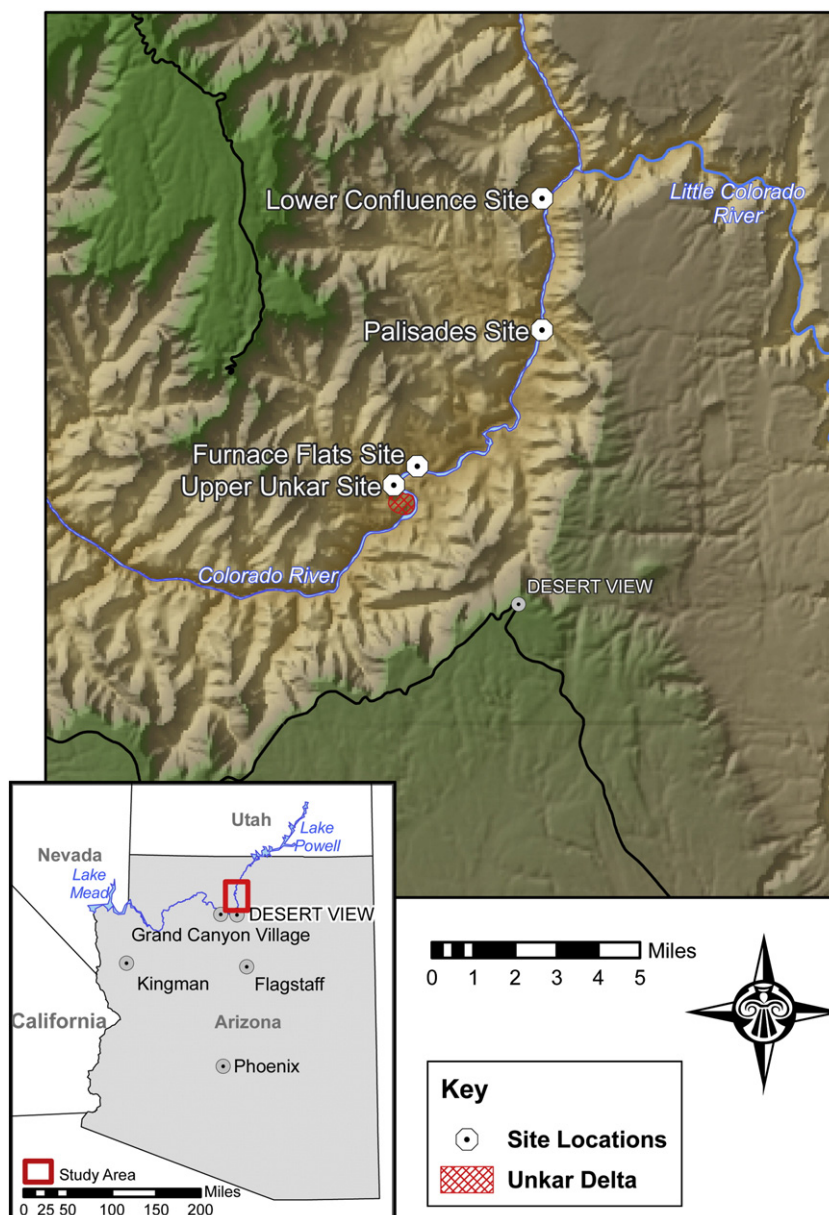 Lower Confluence Site
Little Colorado
River
Palisades Site
Furnace Flats Site
Upper Unkar Site
Colorado River
DESERT VIEW
Utah
Lake
Powell
Nevada
Lake
Mead
DESERT VIEW
Grand Canyon Village
Kingman
Flagstaff
California
Arizona
Phoenix
Study Area
Miles
0 25 50 100 150 200
Miles
0 1 2 3 4 5
Key
Site Locations
Unkar Delta